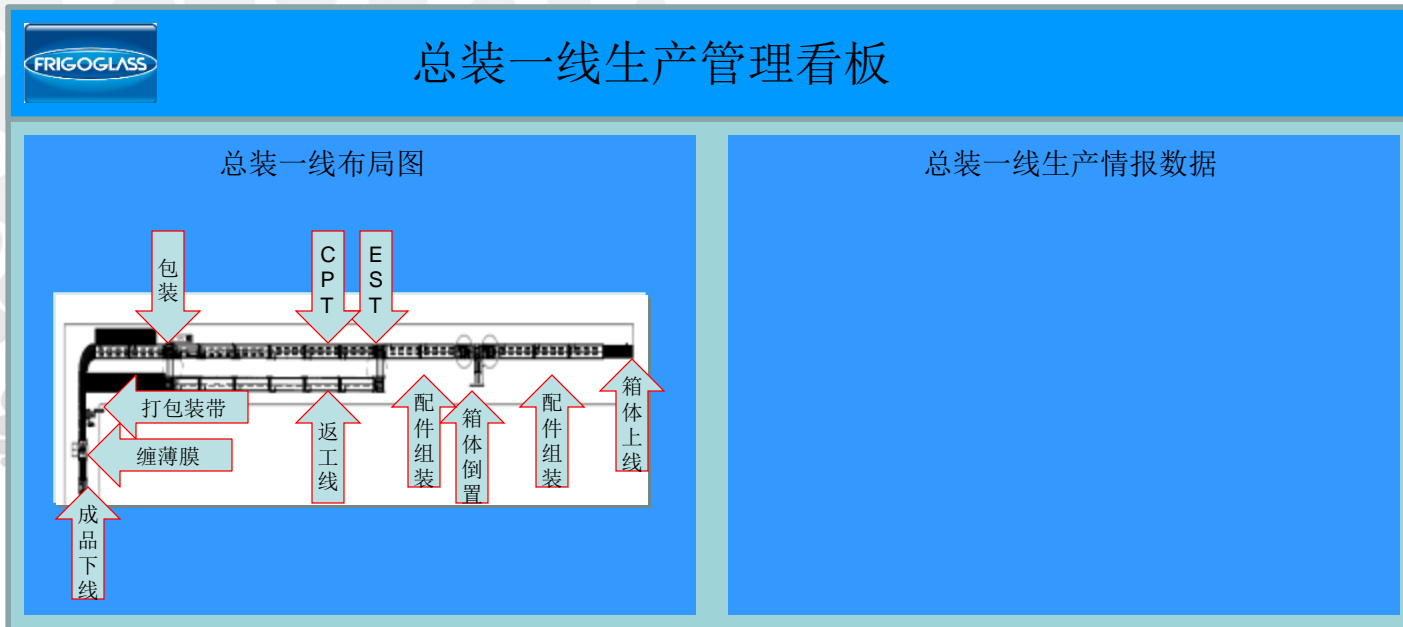 FRIGOGLASS
总装一线生产管理看板
总装一线布局图
总装一线生产情报数据
包装
CPT
EST
打包装带
缠薄膜
返工线
配件组装
箱体倒置
配件组装
箱体上线
成品下线